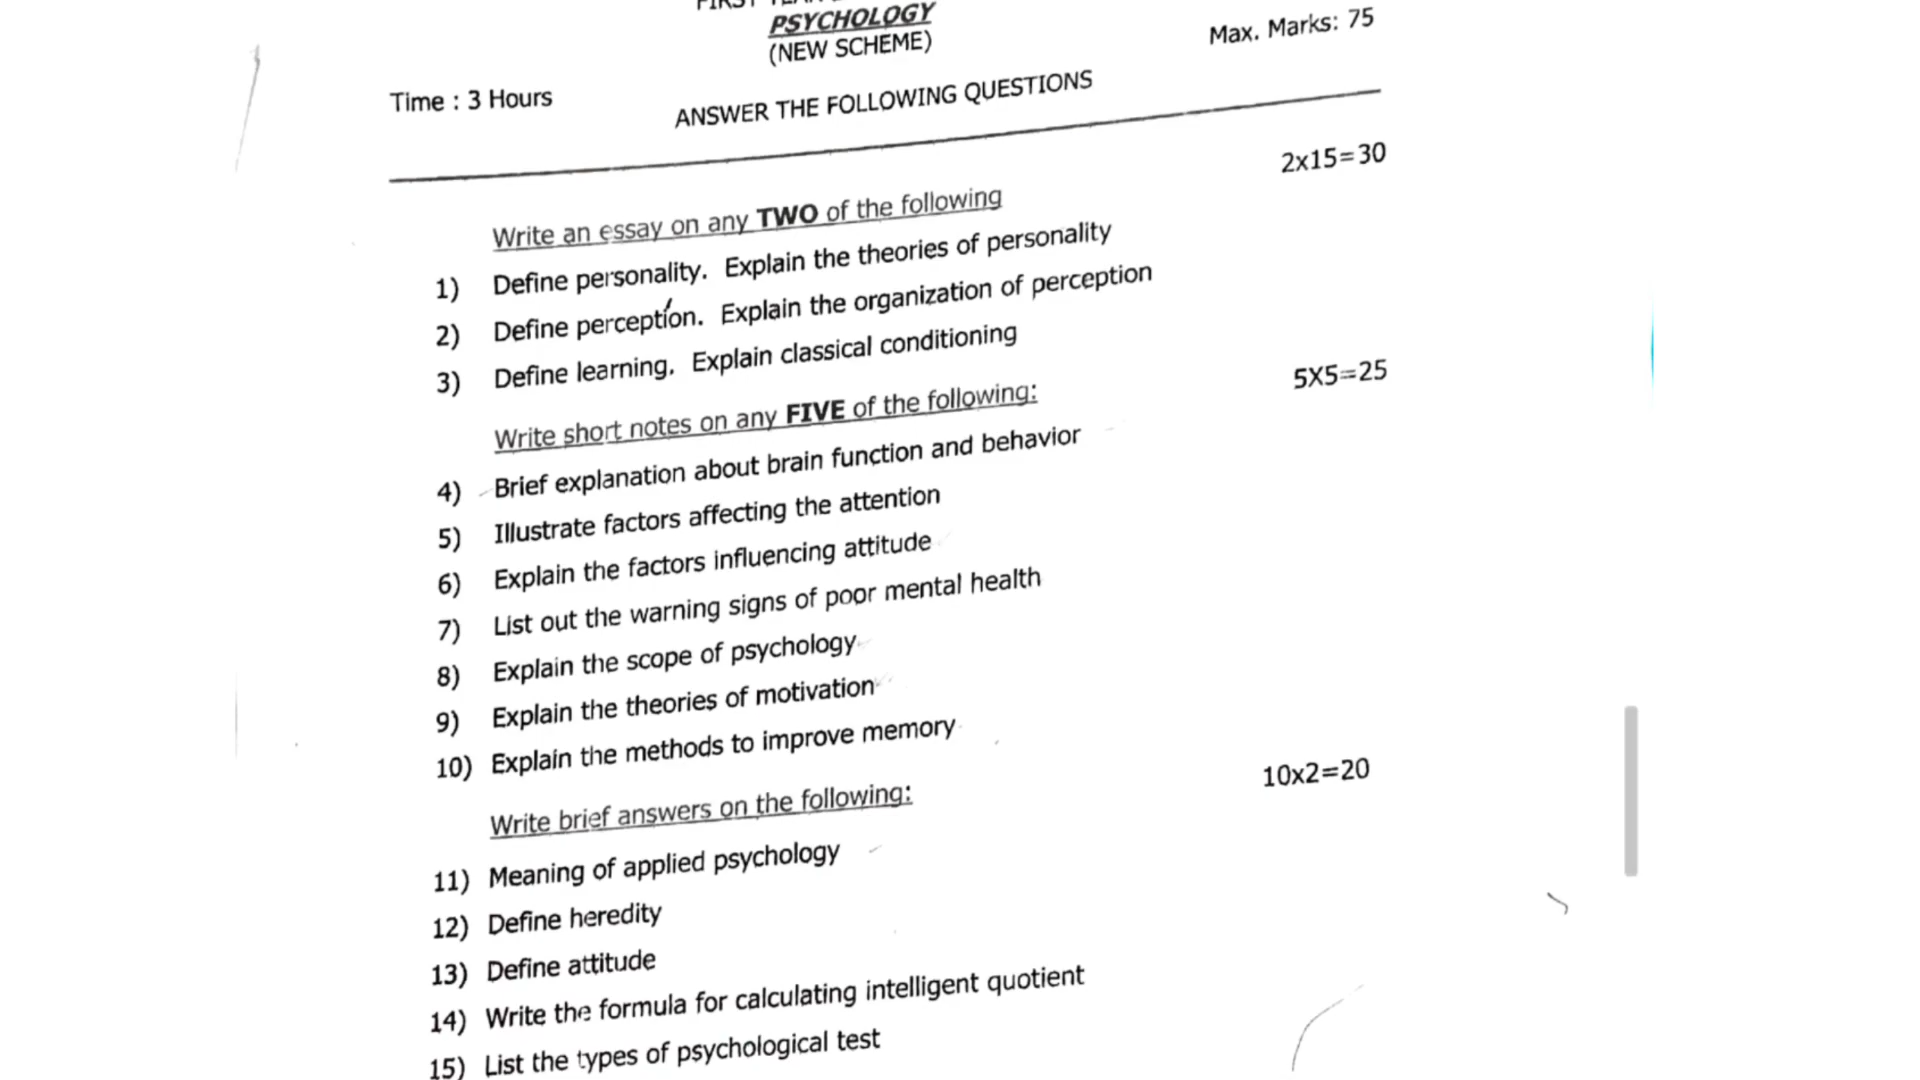 PSYCHOLOGY
(NEW SCHEME)
Max. Marks: 75
Time : 3 Hours
ANSWER THE FOLLOWING QUESTIONS
2x15=30
Write an essay on any TWO of the following
1) Define personality. Explain the theories of personality
2) Define perception. Explain the organization of perception
3) Define learning. Explain classical conditioning
5X5=25
Write short notes on any FIVE of the following:
4) Brief explanation about brain function and behavior
5) Illustrate factors affecting the attention
6) Explain the factors influencing attitude
7) List out the warning signs of poor mental health
8) Explain the scope of psychology
9) Explain the theories of motivation
10) Explain the methods to improve memory
10x2=20
Write brief answers on the following:
11) Meaning of applied psychology
12) Define heredity
13) Define attitude
14) Write the formula for calculating intelligent quotient
15) List the types of psychological test